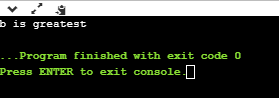 b is greatest
...Program finished with exit code 0
Press ENTER to exit console.